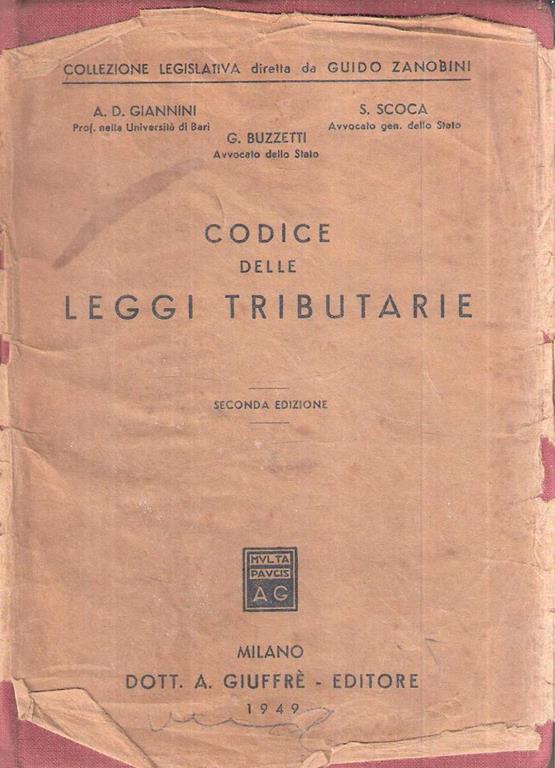 COLLEZIONE LEGISLATIVA diretta da GUIDO ZANOBINI
A. D. GIANNINI
Prof. nella Università di Bari
S. SCOCA
Avvocato gen. dello Stato
G. BUZZETTI
Avvocato dello Stato
CODICE
DELLE
LEGGI TRIBUTARIE
SECONDA EDIZIONE
MVLTA
PAVCIS
AG
MILANO
DOTT. A. GIUFFRÈ - EDITORE
1949